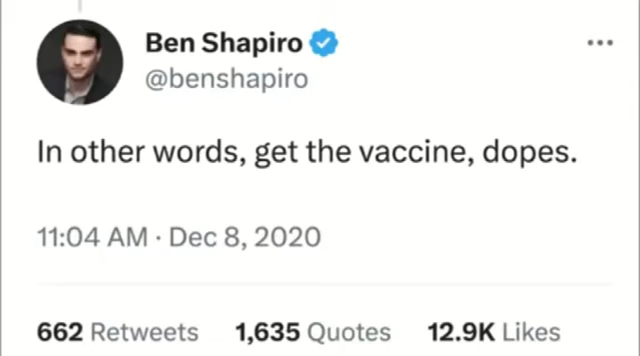 Ben Shapiro
@benshapiro
In other words, get the vaccine, dopes.
11:04 AM · Dec 8, 2020
662 Retweets 1,635 Quotes 12.9K Likes